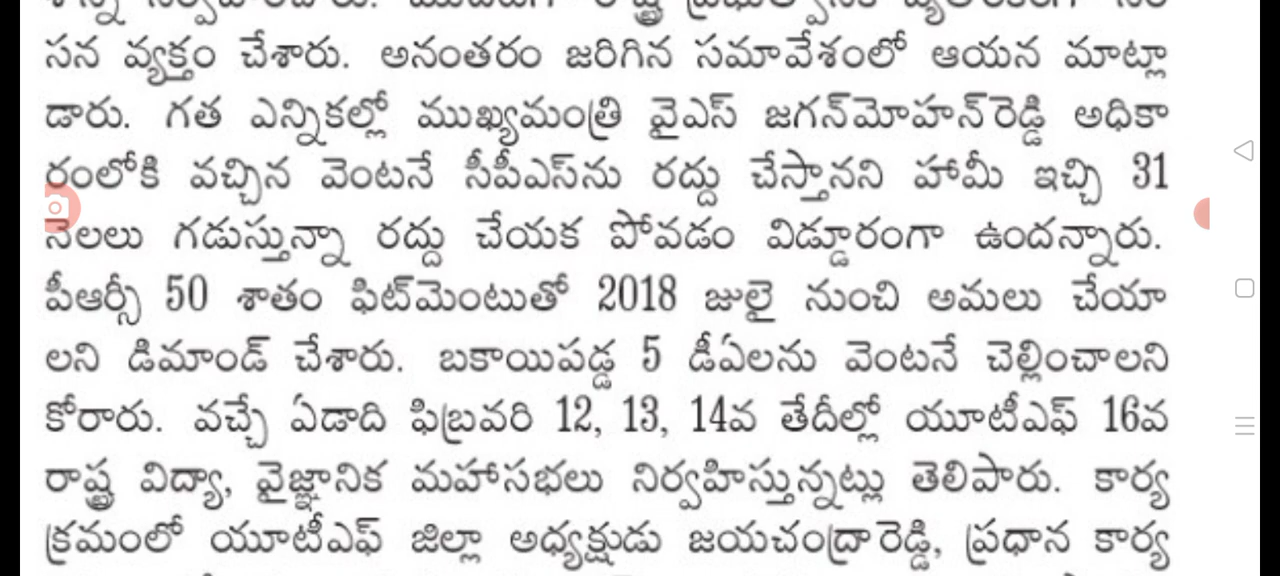 సన వ్యక్తం చేశారు. అనంతరం జరిగిన సమావేశంలో ఆయన మాట్లా
డారు. గత ఎన్నికల్లో ముఖ్యమంత్రి వైఎస్ జగన్‌మోహన్‌రెడ్డి అధికా
రంలోకి వచ్చిన వెంటనే సీపీఎస్‌ను రద్దు చేస్తానని హామీ ఇచ్చి 31
నెలలు గడుస్తున్నా రద్దు చేయక పోవడం విడ్డూరంగా ఉందన్నారు.
పీఆర్సీ 50 శాతం ఫిట్‌మెంటుతో 2018 జులై నుంచి అమలు చేయా
లని డిమాండ్ చేశారు. బకాయిపడ్డ 5 డీఏలను వెంటనే చెల్లించాలని
కోరారు. వచ్చే ఏడాది ఫిబ్రవరి 12, 13, 14వ తేదీల్లో యూటీఎఫ్ 16వ
రాష్ట్ర విద్యా, వైజ్ఞానిక మహాసభలు నిర్వహిస్తున్నట్లు తెలిపారు. కార్య
క్రమంలో యూటీఎఫ్ జిల్లా అధ్యక్షుడు జయచంద్రారెడ్డి, ప్రధాన కార్య